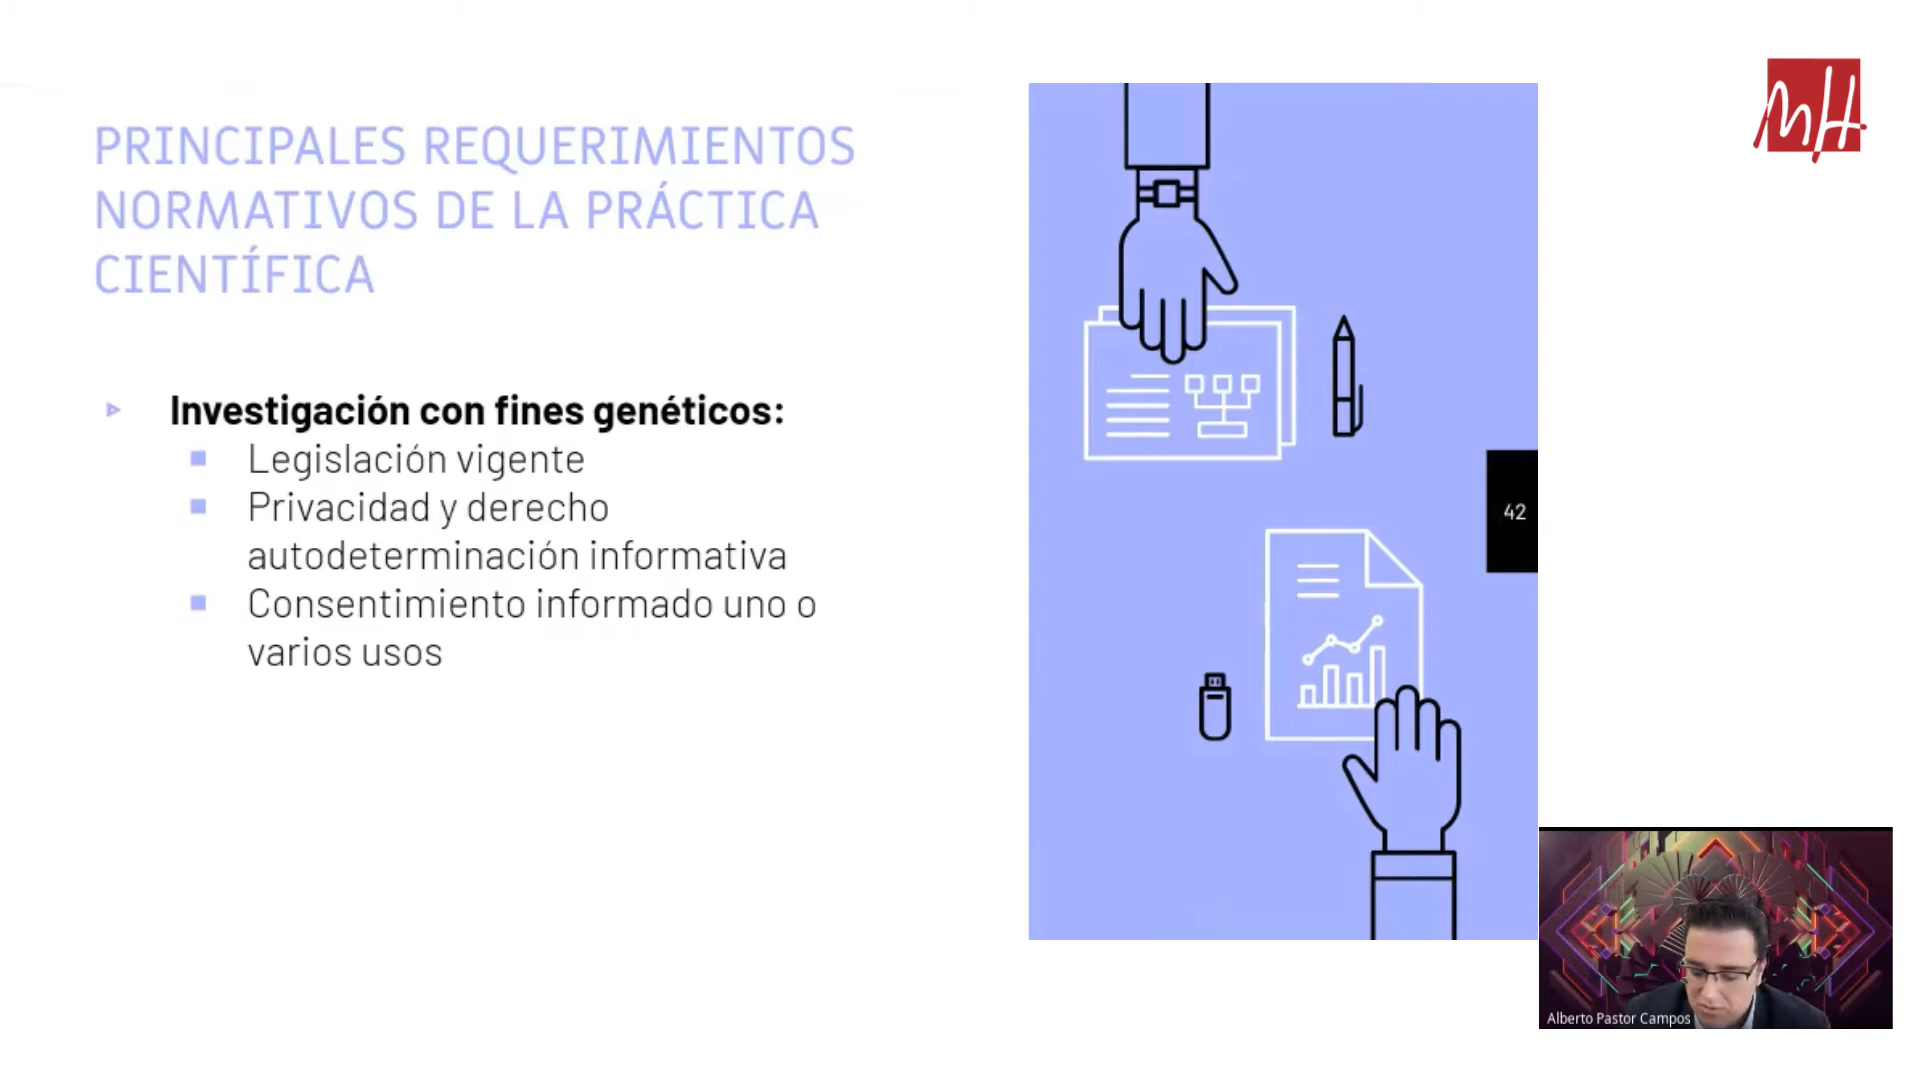 PRINCIPALES REQUERIMIENTOS
NORMATIVOS DE LA PRÁCTICA
CIENTÍFICA
Investigación con fines genéticos:
Legislación vigente
Privacidad y derecho
autodeterminación informativa
Consentimiento informado uno o
varios usos
42
MH
Alberto Pastor Campos